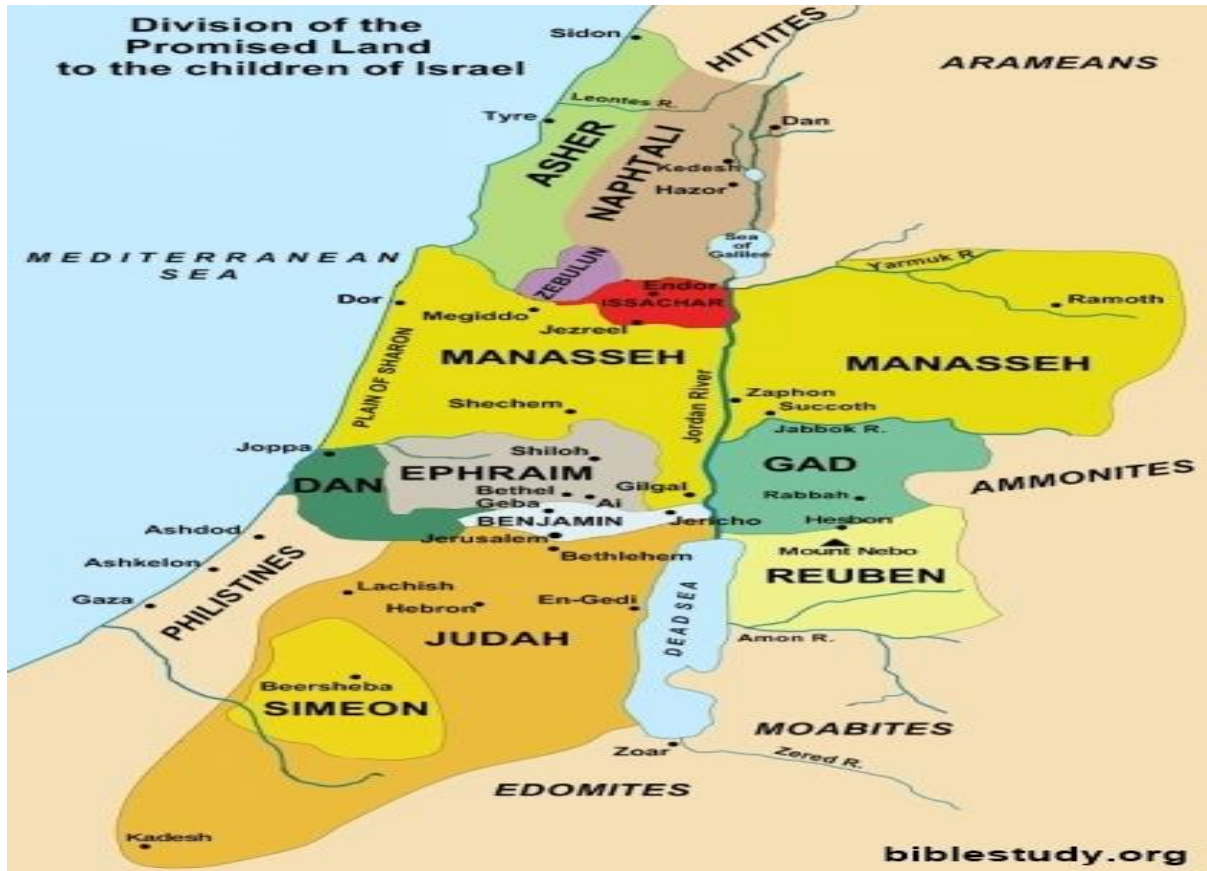 Division of the
Promised Land
to the children of Israel
Sidon
HITTITES
ARAMEANS
Leontes R.
Tyre
Dan
ASHER
NAPHTALI
Kedesh
Hazor
MEDITERRANEAN
SEA
Sea
of
Galilee
Yarmuk R.
ZEBULUN
Endor
ISSACHAR
Dor
Ramoth
Megiddo
Jezreel
MANASSEH
MANASSEH
PLAIN OF SHARON
Jordan River
Zaphon
Shechem
Succoth
Jabbok R.
Joppa
Shiloh
EPHRAIM
GAD
AMMONITES
DAN
Bethel
Gilgal
Rabbah
Geba
Ai
BENJAMIN
Jericho
Hesbon
Ashdod
Jerusalem
Mount Nebo
Bethlehem
Ashkelon
PHILISTINES
REUBEN
Lachish
Gaza
Hebron
En-Gedi
DEAD SEA
JUDAH
Arnon R.
Beersheba
SIMEON
MOABITES
Zoar
Zered R.
EDOMITES
Kadesh
biblestudy.org